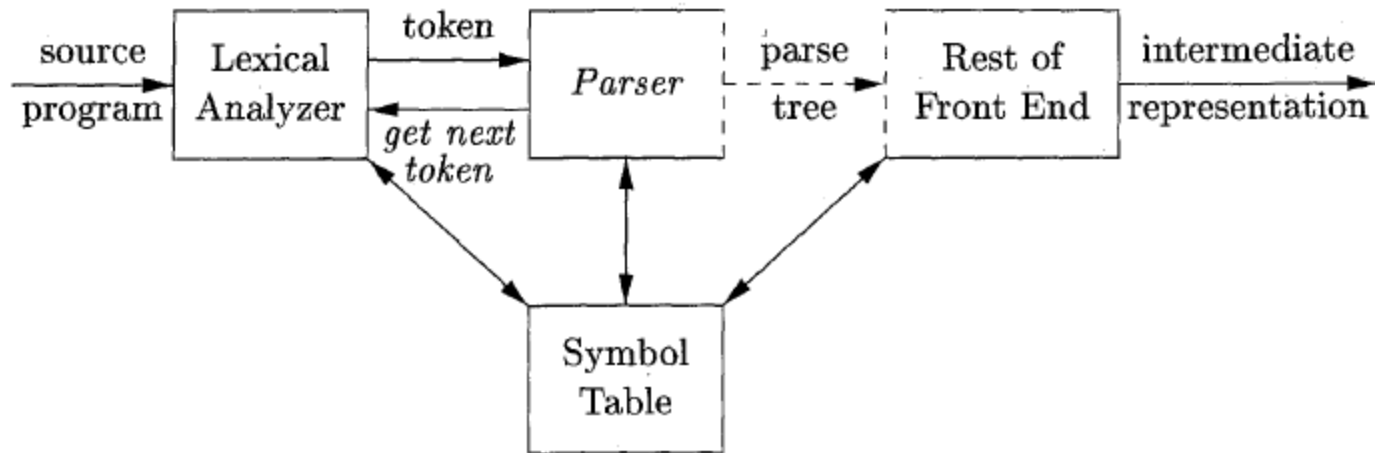 source
program
Lexical
Analyzer
token
get next
token
Parser
parse
tree
Rest of
Front End
intermediate
representation
Symbol
Table